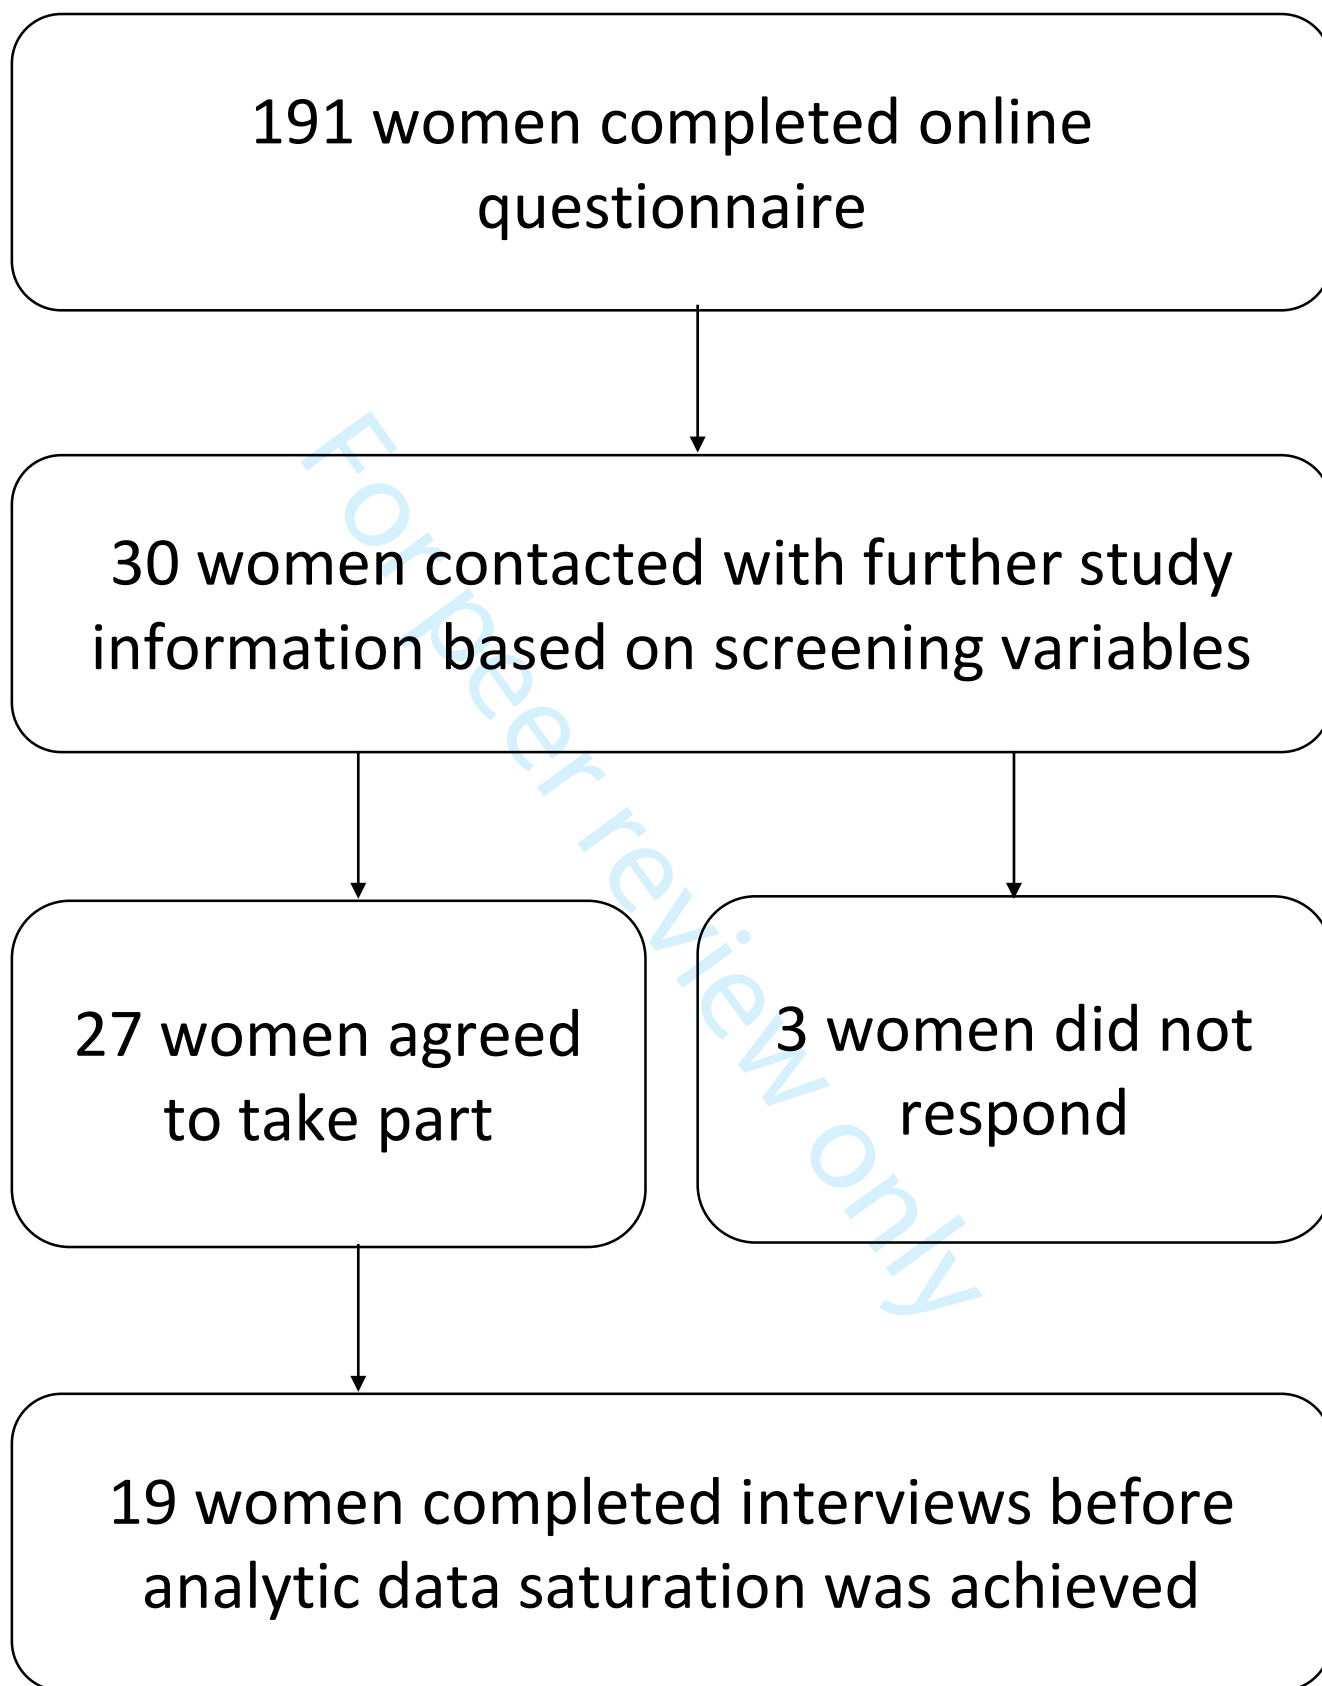 191 women completed online
questionnaire
30 women contacted with further study
information based on screening variables
27 women agreed
to take part
3 women did not
respond
19 women completed interviews before
analytic data saturation was achieved
For peer review only